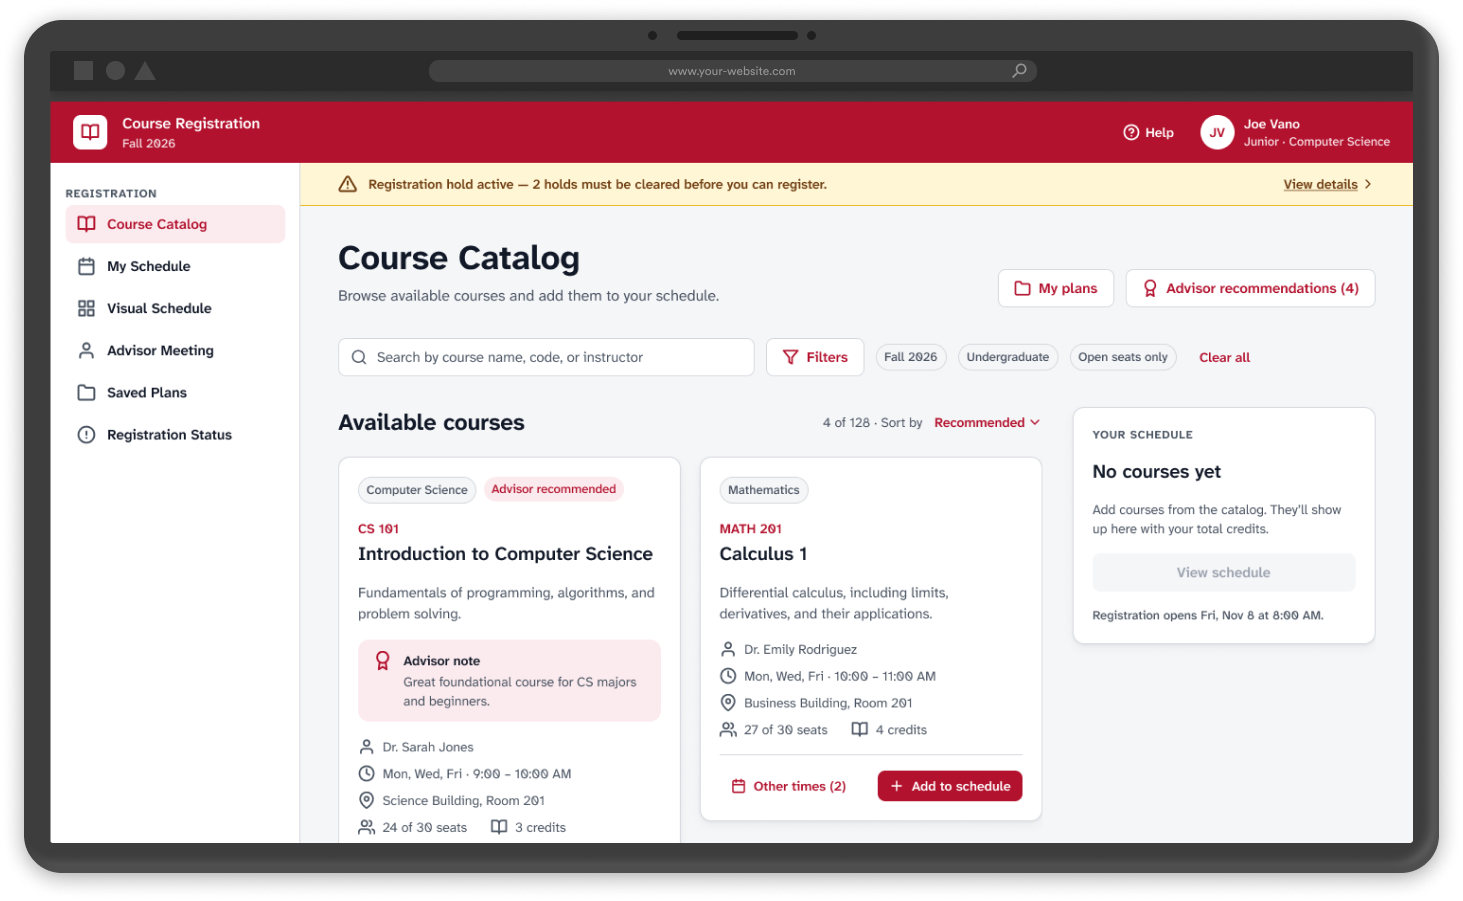 www.your-website.com
Course Registration
Fall 2026
Help
JV
Joe Vano
Junior · Computer Science
REGISTRATION
Course Catalog
My Schedule
Visual Schedule
Advisor Meeting
Saved Plans
Registration Status
Registration hold active — 2 holds must be cleared before you can register.
View details
Course Catalog
Browse available courses and add them to your schedule.
My plans
Advisor recommendations (4)
Search by course name, code, or instructor
Filters
Fall 2026
Undergraduate
Open seats only
Clear all
Available courses
4 of 128 · Sort by Recommended
Computer Science
Advisor recommended
CS 101
Introduction to Computer Science
Fundamentals of programming, algorithms, and
problem solving.
Advisor note
Great foundational course for CS majors
and beginners.
Dr. Sarah Jones
Mon, Wed, Fri · 9:00 – 10:00 AM
Science Building, Room 201
24 of 30 seats
3 credits
Mathematics
MATH 201
Calculus 1
Differential calculus, including limits,
derivatives, and their applications.
Dr. Emily Rodriguez
Mon, Wed, Fri · 10:00 – 11:00 AM
Business Building, Room 201
27 of 30 seats
4 credits
Other times (2)
Add to schedule
YOUR SCHEDULE
No courses yet
Add courses from the catalog. They'll show
up here with your total credits.
View schedule
Registration opens Fri, Nov 8 at 8:00 AM.